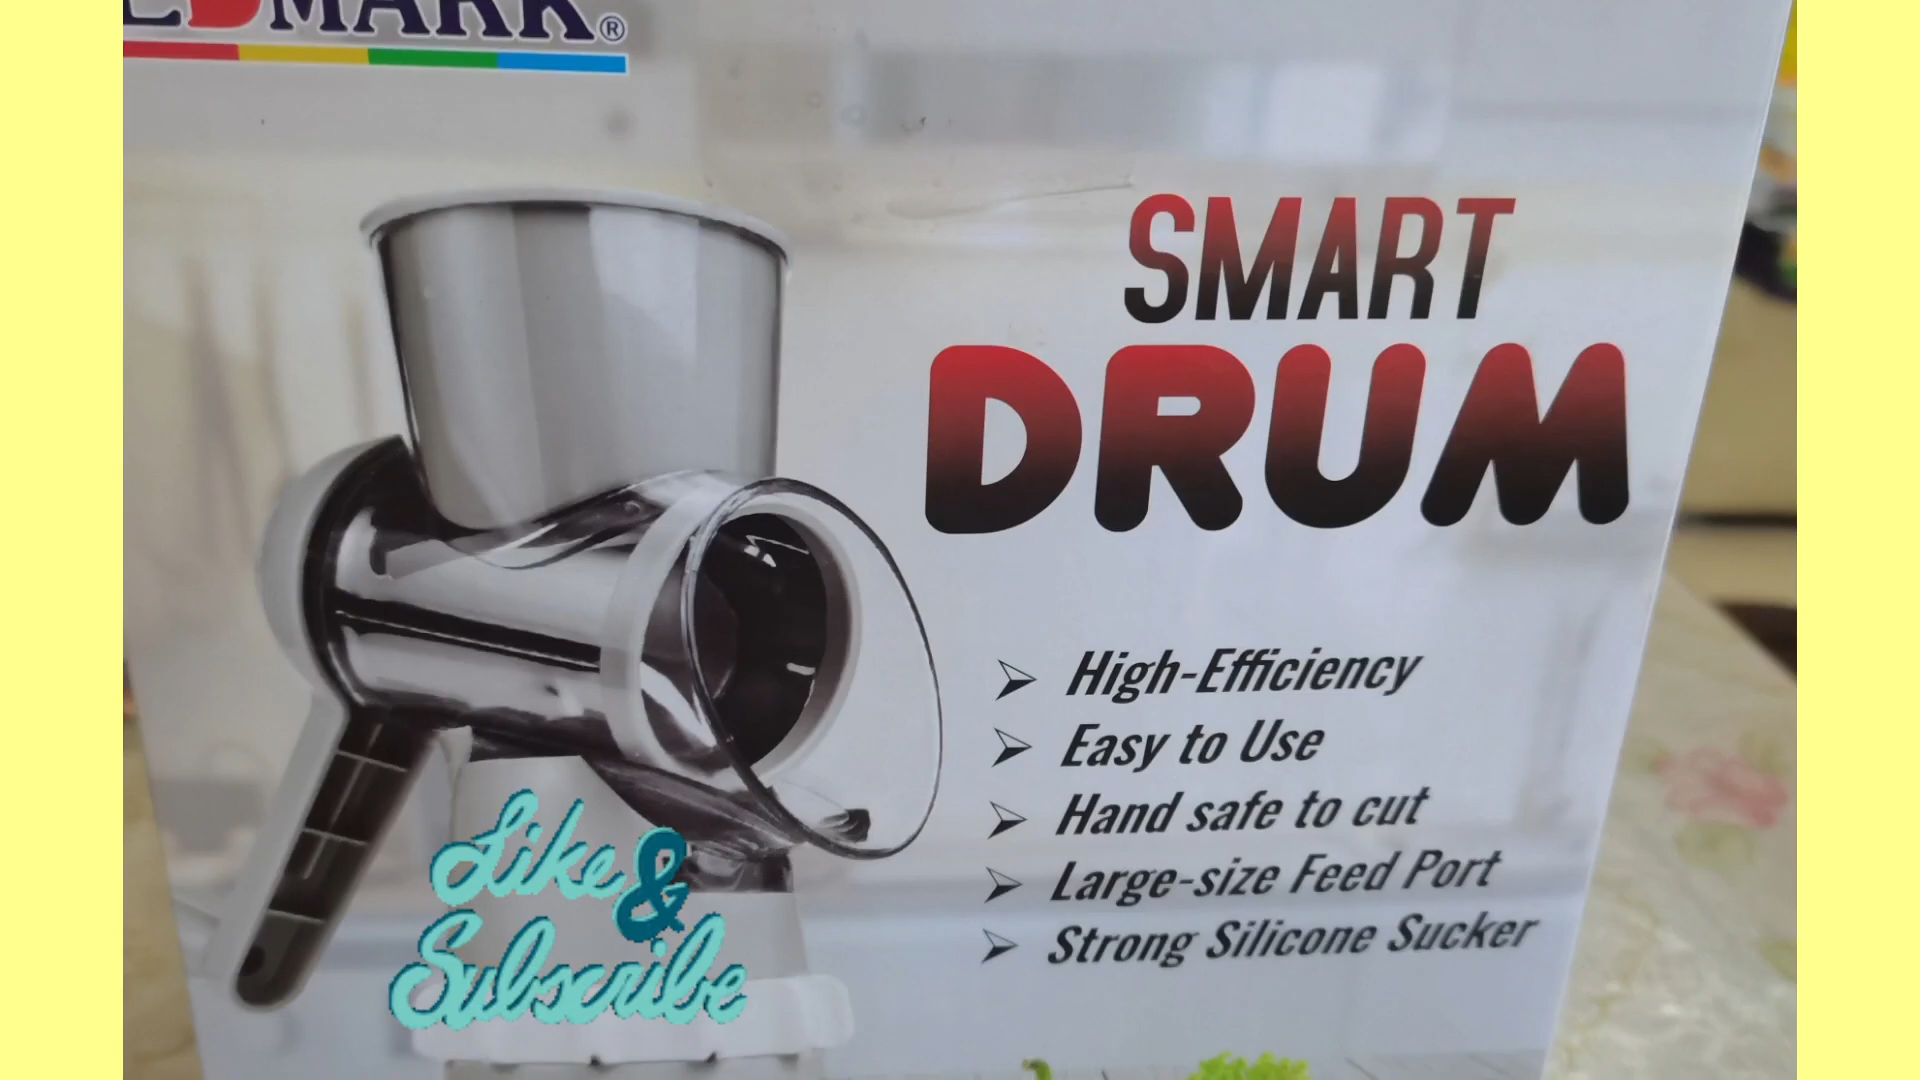 SMART
DRUM
High-Efficiency
Easy to Use
Hand safe to cut
Large-size Feed Port
Strong Silicone Sucker
Like &
Subscribe